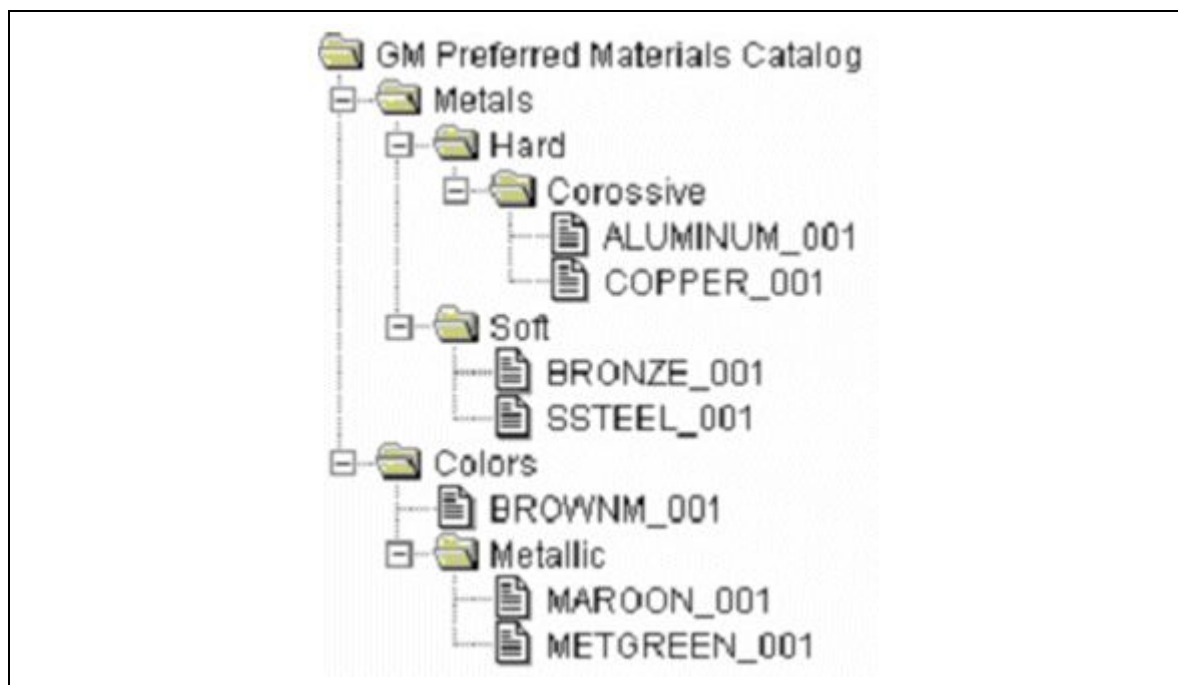 GM Preferred Materials Catalog
Metals
Hard
Corossive
ALUMINUM_001
COPPER_001
Soft
BRONZE_001
SSTEEL_001
Colors
BROWNM_001
Metallic
MAROON_001
METGREEN_001